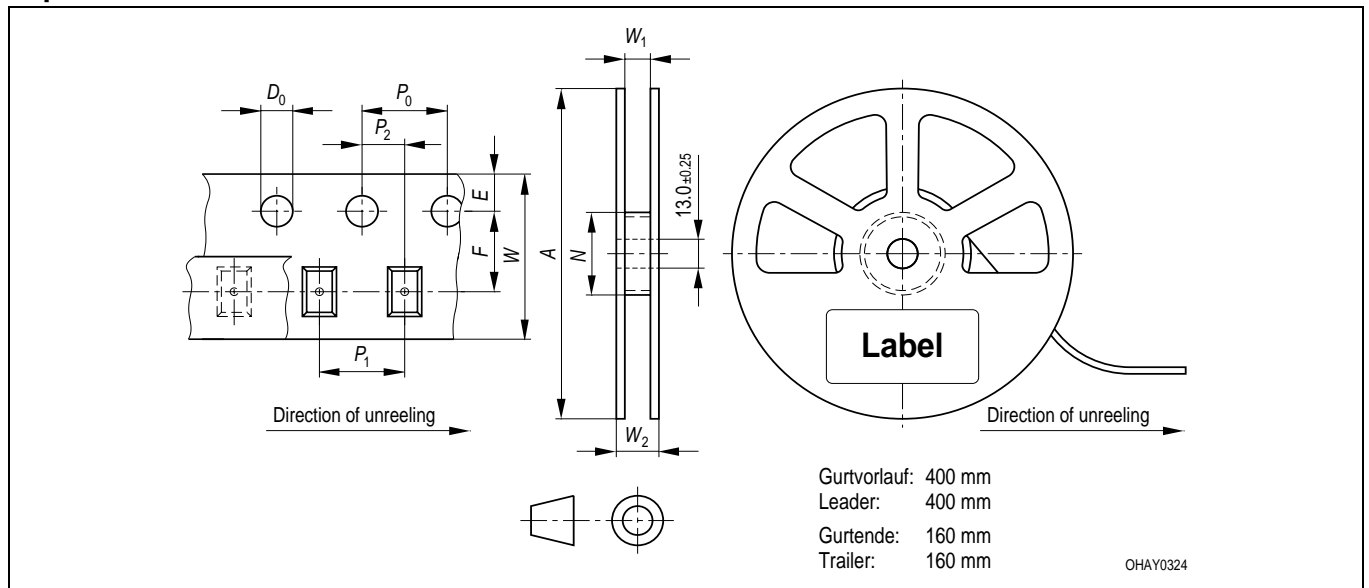 W1
D0
P0
P2
13.0±0.25
E
F
W
A
N
P1
Label
Direction of unreeling
W2
Direction of unreeling
Gurtvorlauf: 400 mm
Leader: 400 mm
Gurtende: 160 mm
Trailer: 160 mm
OHAY0324